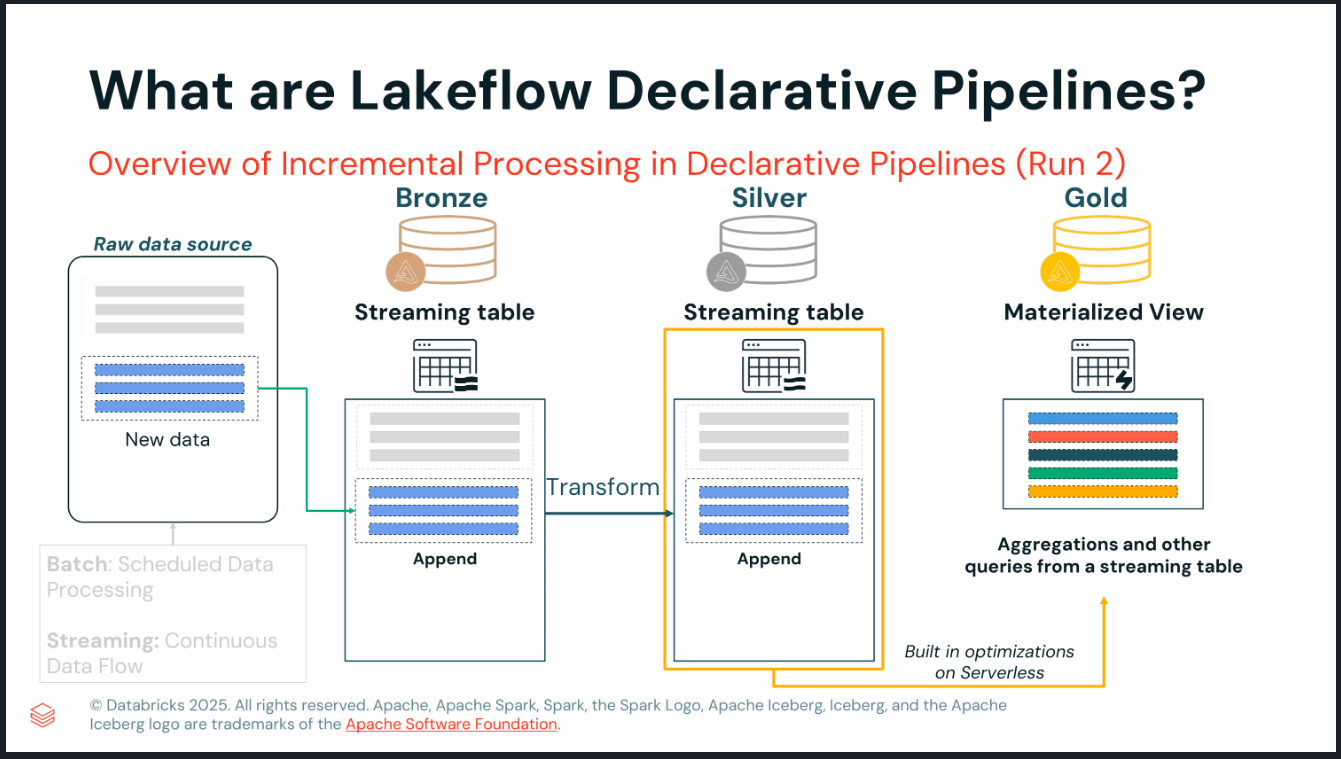 What are Lakeflow Declarative Pipelines?
Overview of Incremental Processing in Declarative Pipelines (Run 2)
Bronze
Silver
Gold
Raw data source
Streaming table
Streaming table
Materialized View
New data
Transform
Append
Append
Aggregations and other
queries from a streaming table
Batch: Scheduled Data
Processing
Streaming: Continuous
Data Flow
Built in optimizations
on Serverless
© Databricks 2025. All rights reserved. Apache, Apache Spark, Spark, the Spark Logo, Apache Iceberg, Iceberg, and the Apache
Iceberg logo are trademarks of the Apache Software Foundation.